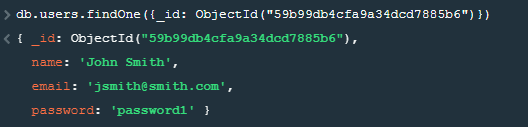 > db.users.findOne({_id: ObjectId("59b99db4cfa9a34dcd7885b6")})
< { _id: ObjectId("59b99db4cfa9a34dcd7885b6"),
name: 'John Smith',
email: 'jsmith@smith.com',
password: 'password1' }